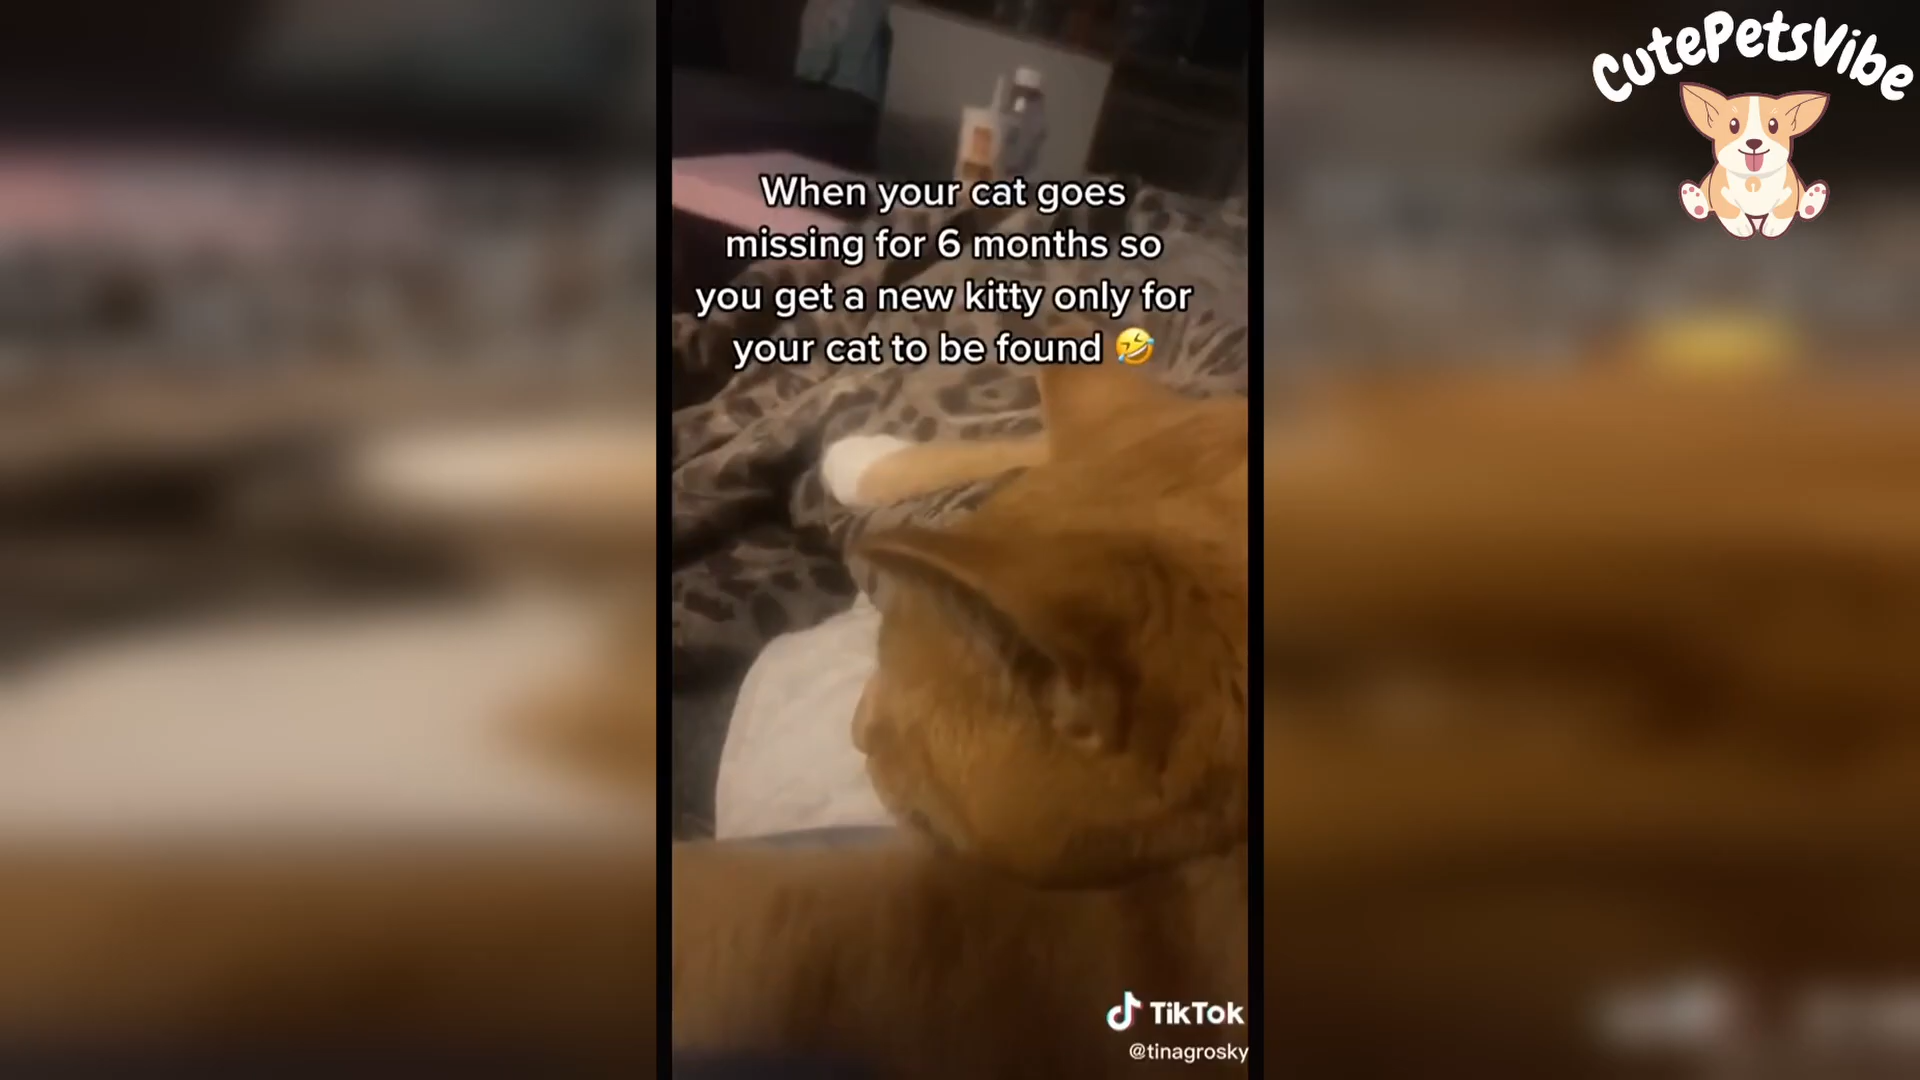 CutePetsVibe
When your cat goes
missing for 6 months so
you get a new kitty only for
your cat to be found 🤣
TikTok
@tinagrosky